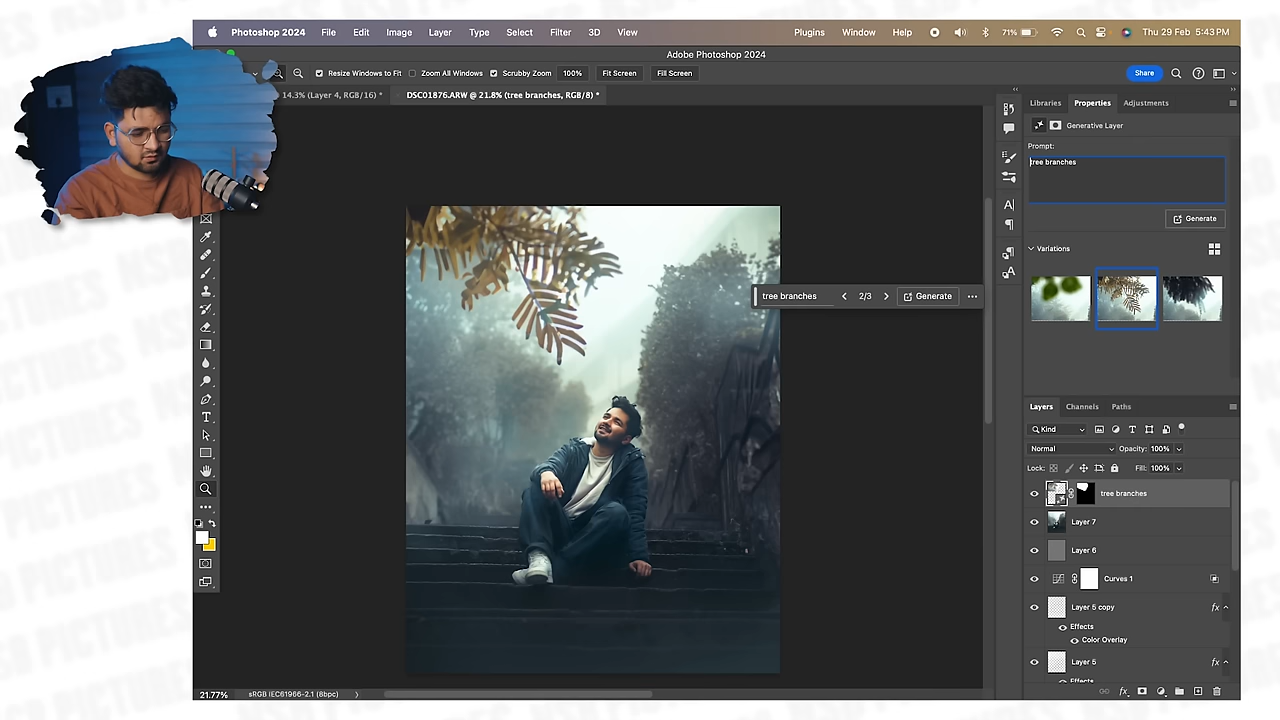 Photoshop 2024 File Edit Image Layer Type Select Filter 3D View Plugins Window Help 71% Thu 29 Feb 5:43 PM
Adobe Photoshop 2024
Resize Windows to Fit Zoom All Windows Scrubby Zoom 100% Fit Screen Fill Screen Share
14.3% (Layer 4, RGB/16) * DSC01876.ARW @ 21.8% (tree branches, RGB/8) *
Libraries Properties Adjustments
Generative Layer
Prompt:
tree branches
Generate
Variations
tree branches 2/3 Generate
Layers Channels Paths
Kind
Normal Opacity: 100%
Lock: Fill: 100%
tree branches
Layer 7
Layer 6
Curves 1
Layer 5 copy fx
Effects
Color Overlay
Layer 5 fx
Effects
21.77% sRGB IEC61966-2.1 (8bpc)
NSB PICTURES